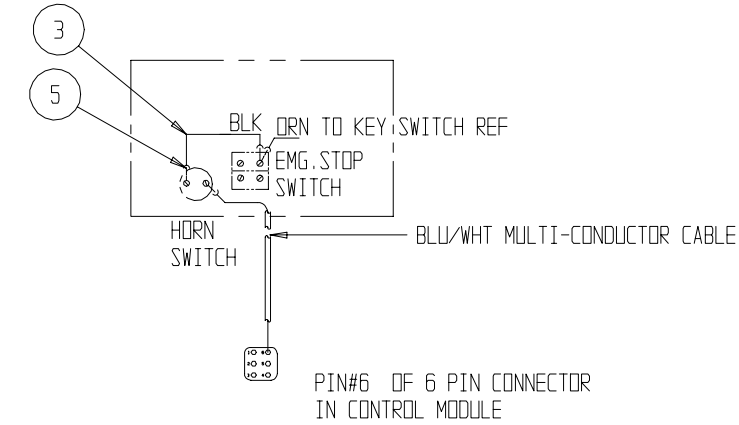 3
5
BLK
ORN TO KEY SWITCH REF
EMG.STOP
SWITCH
HORN
SWITCH
BLU/WHT MULTI-CONDUCTOR CABLE
PIN#6 OF 6 PIN CONNECTOR
IN CONTROL MODULE